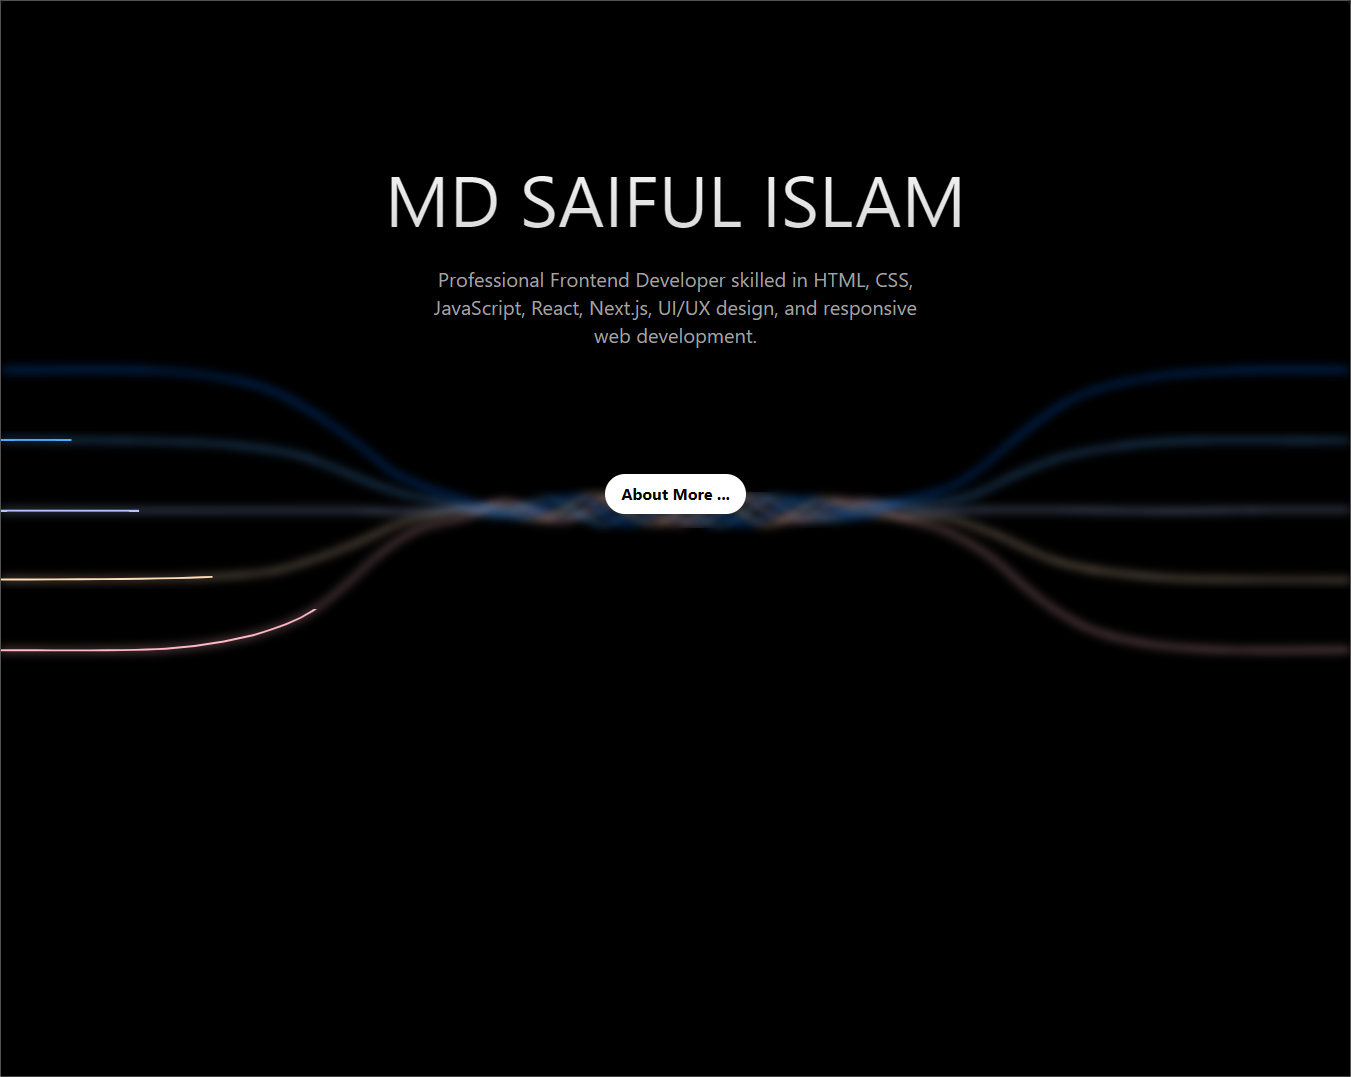 MD SAIFUL ISLAM
Professional Frontend Developer skilled in HTML, CSS,
JavaScript, React, Next.js, UI/UX design, and responsive
web development.
About More ...